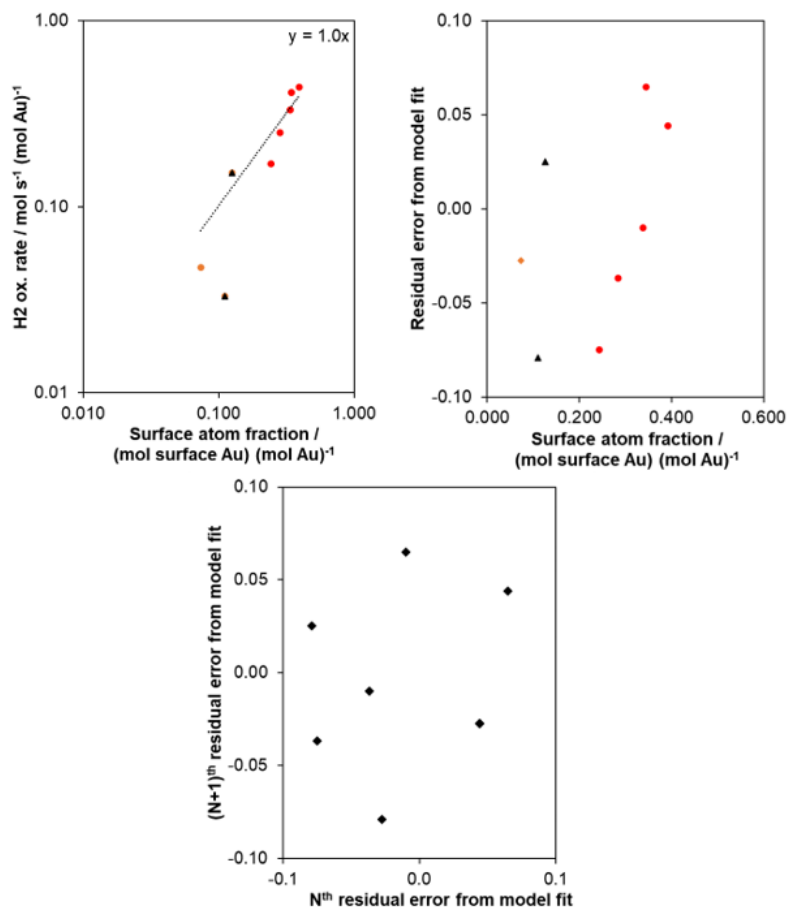 1.00
0.10
0.01
0.010
0.100
1.000
y = 1.0x
H2 ox. rate / mol s⁻¹ (mol Au)⁻¹
Surface atom fraction /
(mol surface Au) (mol Au)⁻¹
0.10
0.05
0.00
-0.05
-0.10
0.000
0.200
0.400
0.600
Residual error from model fit
Surface atom fraction /
(mol surface Au) (mol Au)⁻¹
0.10
0.05
0.00
-0.05
-0.10
-0.1
0.0
0.1
(N+1)ᵗʰ residual error from model fit
Nᵗʰ residual error from model fit